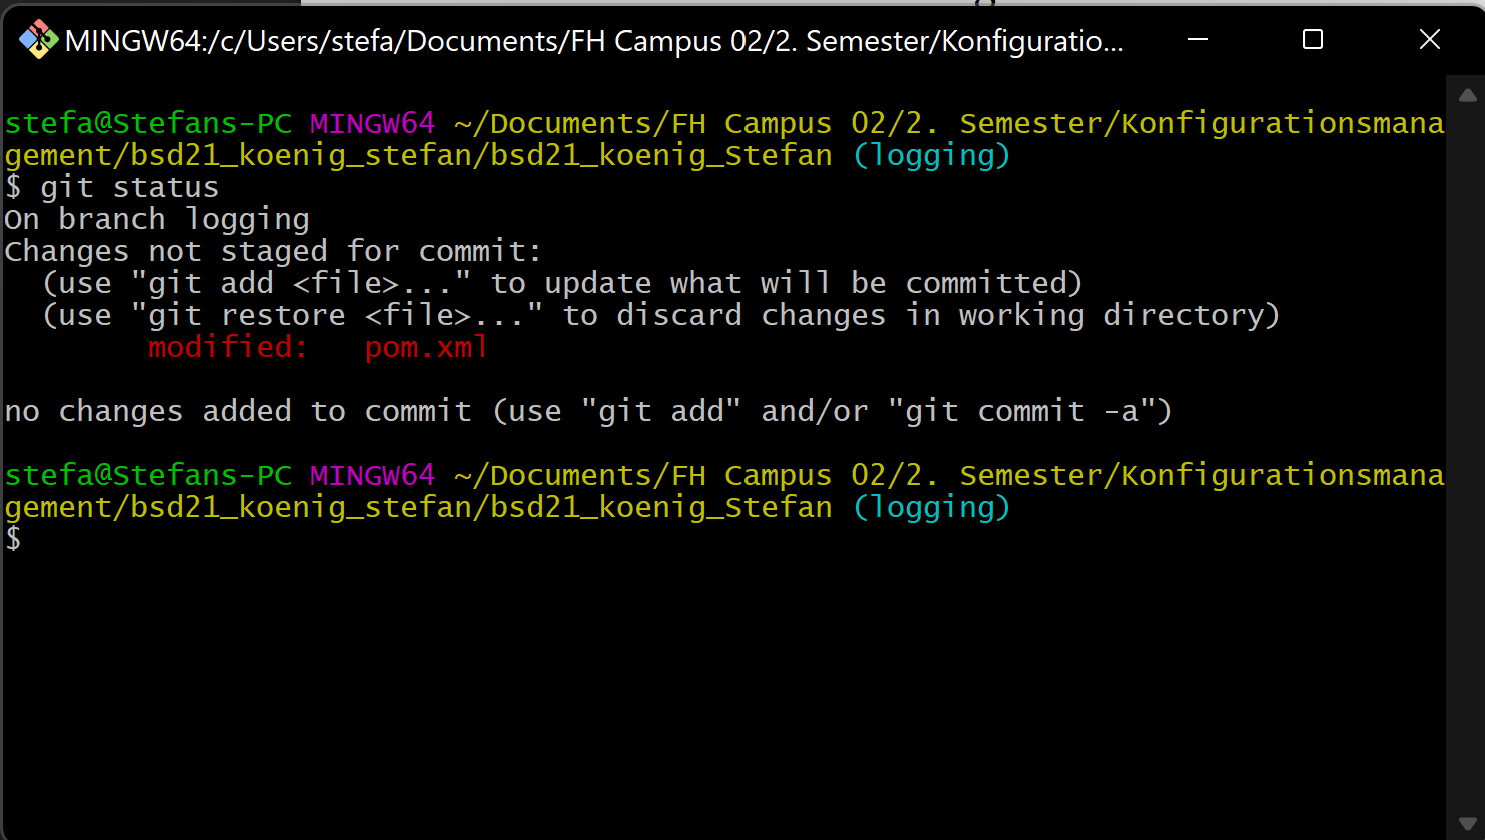 MINGW64:/c/Users/stefa/Documents/FH Campus 02/2. Semester/Konfiguratio...
stefa@Stefans-PC MINGW64 ~/Documents/FH Campus 02/2. Semester/Konfigurationsmana
gement/bsd21_koenig_stefan/bsd21_koenig_Stefan (logging)
$ git status
On branch logging
Changes not staged for commit:
  (use "git add <file>..." to update what will be committed)
  (use "git restore <file>..." to discard changes in working directory)
        modified:   pom.xml
no changes added to commit (use "git add" and/or "git commit -a")
stefa@Stefans-PC MINGW64 ~/Documents/FH Campus 02/2. Semester/Konfigurationsmana
gement/bsd21_koenig_stefan/bsd21_koenig_Stefan (logging)
$